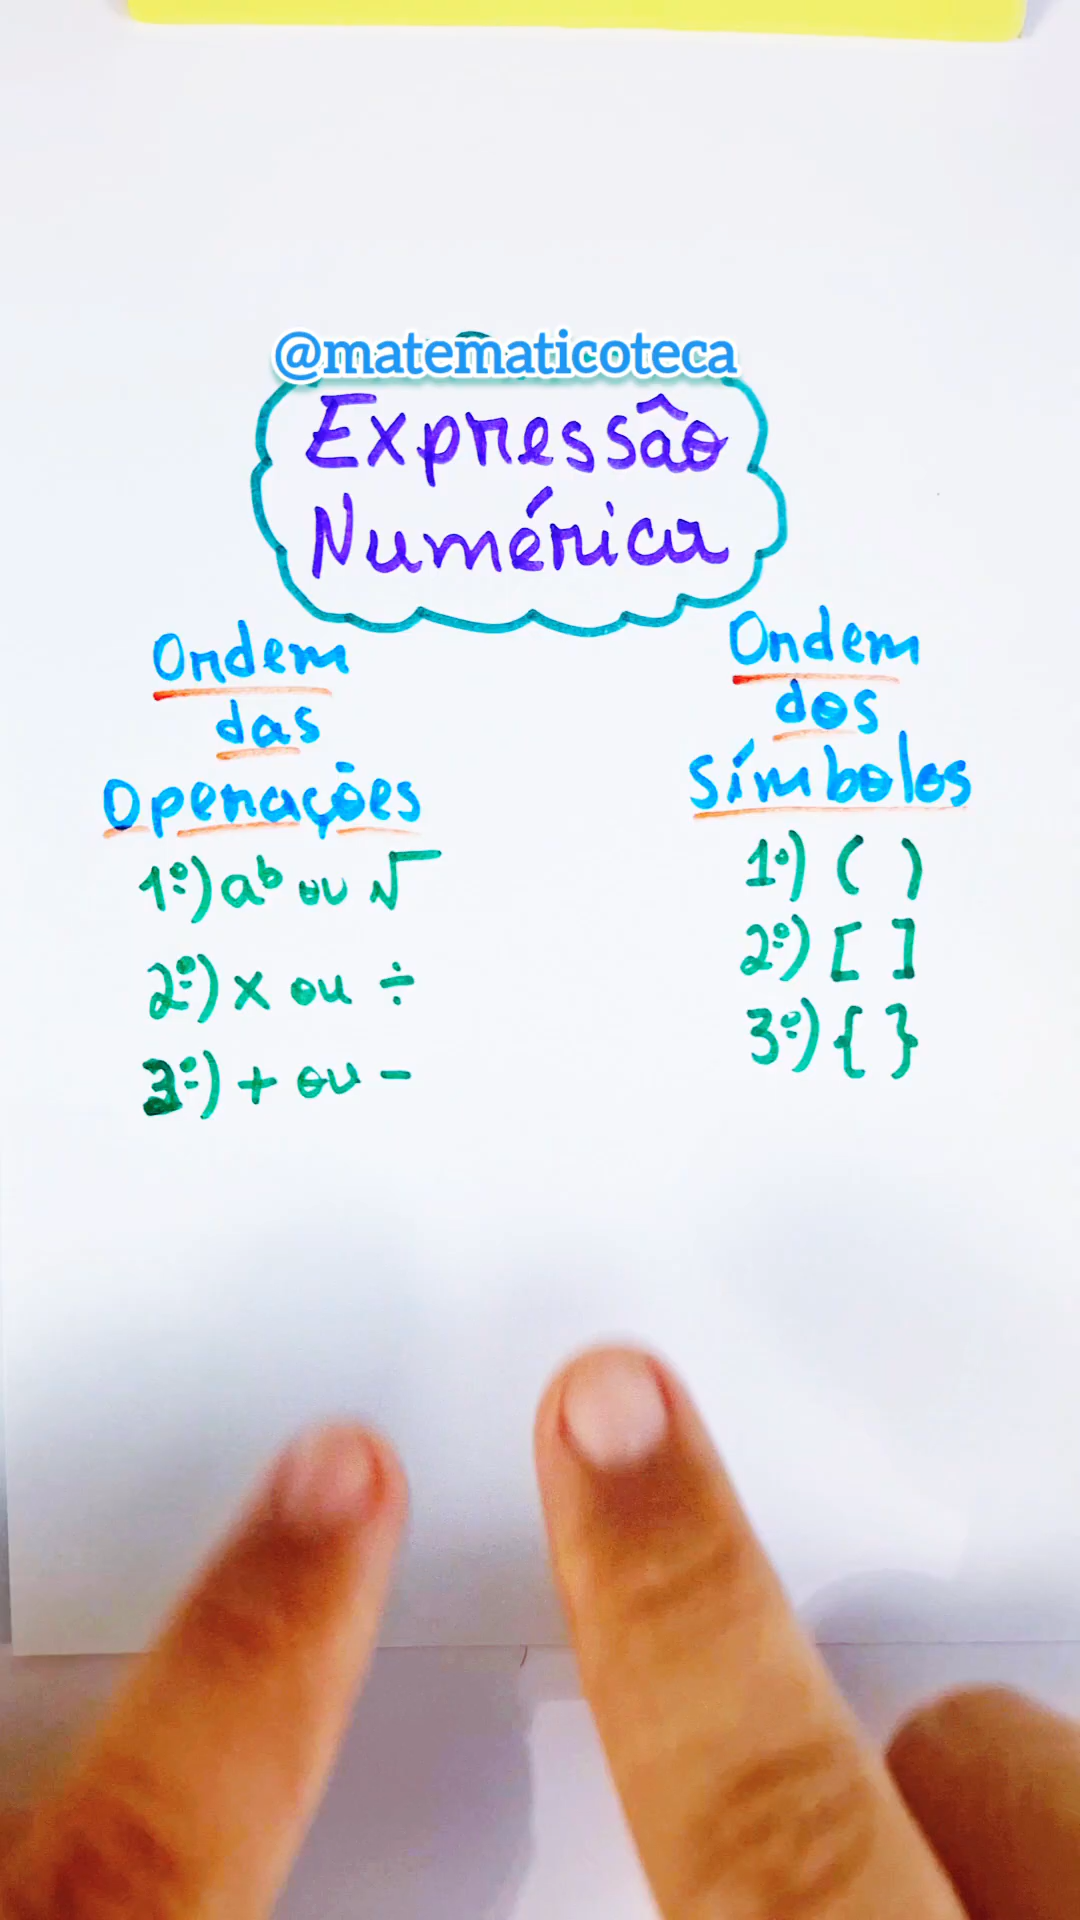 @matematicoteca
Expressão
Numérica
Ordem
das
Operações
1º) aᵇ ou √
2º) x ou ÷
3º) + ou -
Ordem
dos
Símbolos
1º) ( )
2º) [ ]
3º) { }